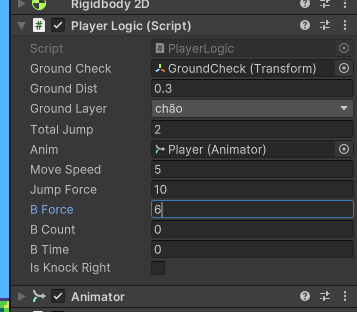 Rigidbody 2D
Player Logic (Script)
Script PlayerLogic
Ground Check GroundCheck (Transform)
Ground Dist 0.3
Ground Layer chão
Total Jump 2
Anim Player (Animator)
Move Speed 5
Jump Force 10
B Force 6
B Count 0
B Time 0
Is Knock Right
Animator